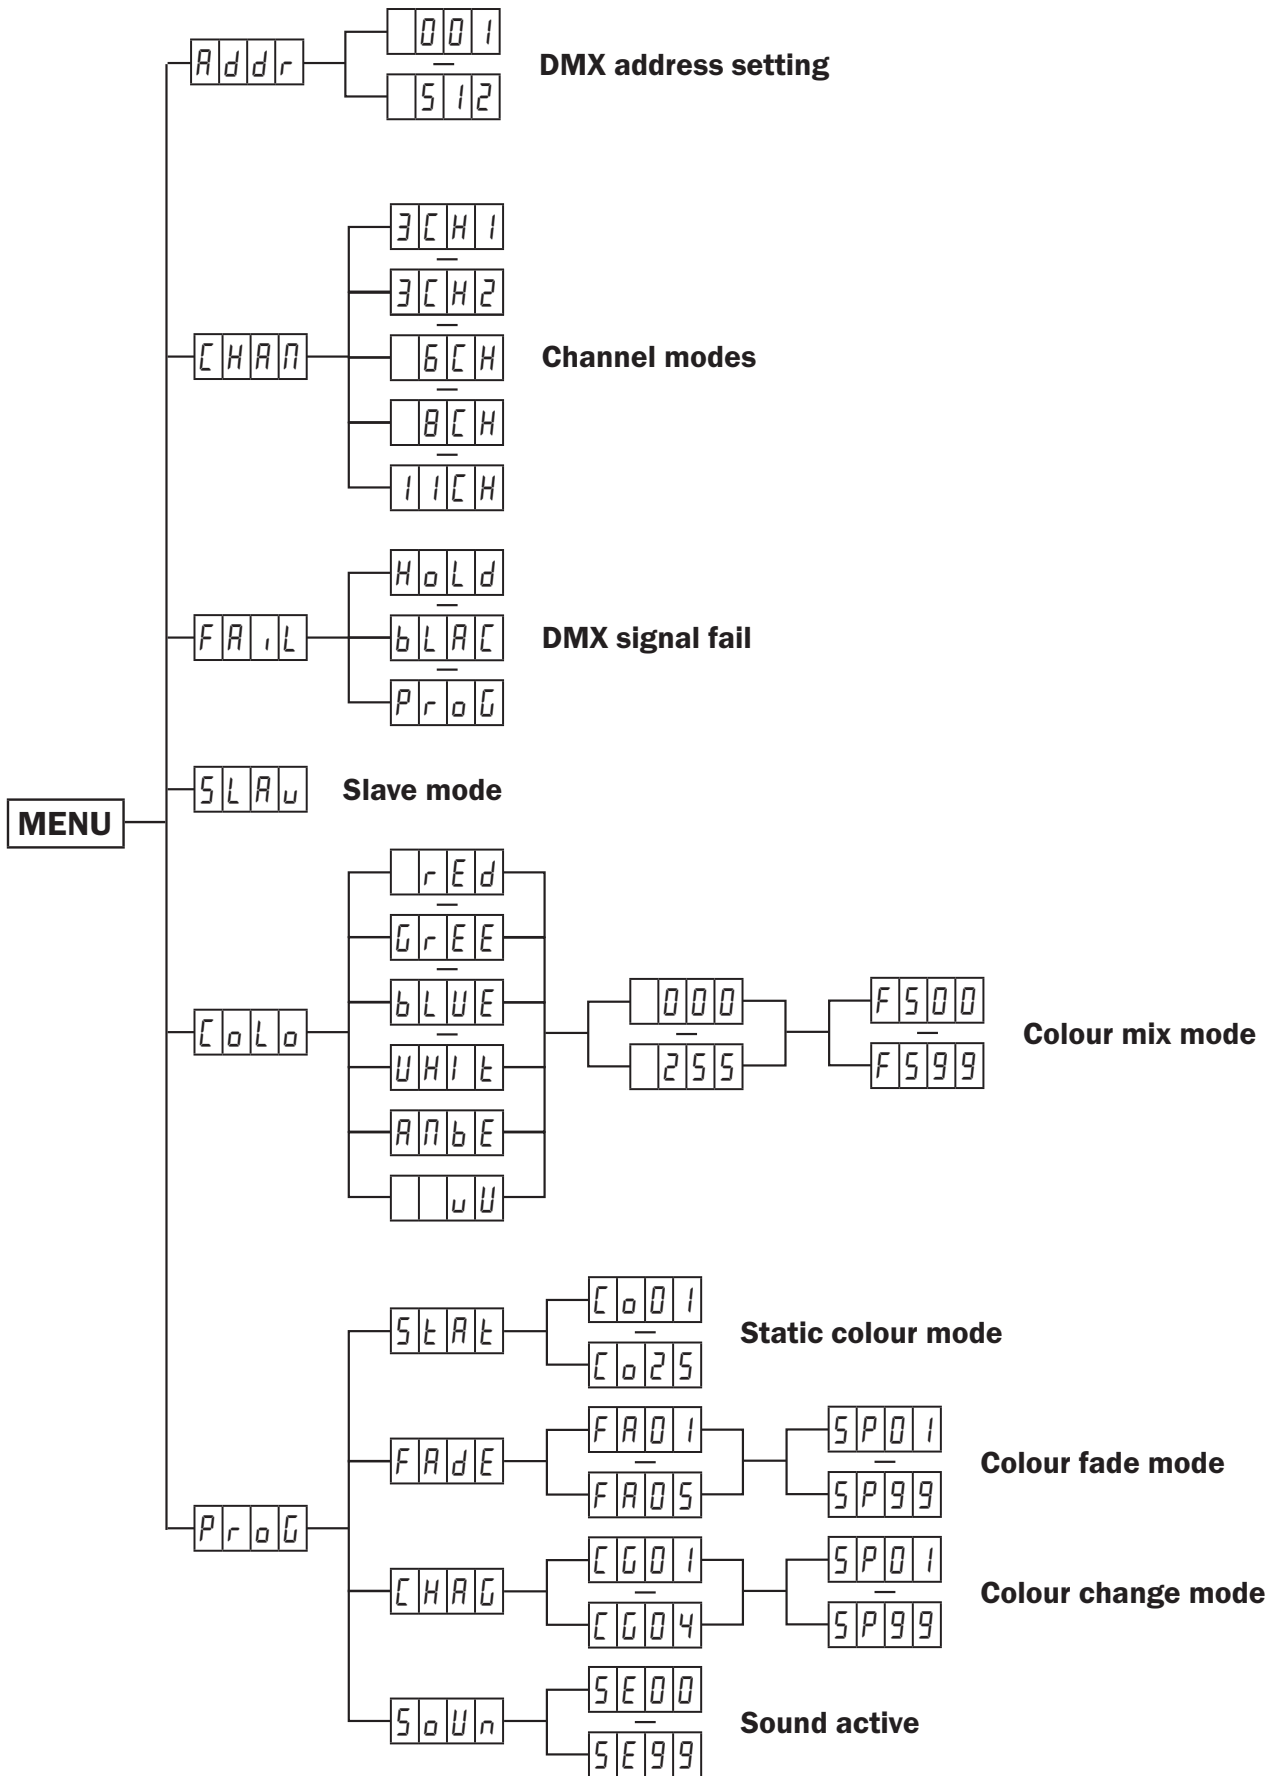 Addr
001
512
DMX address setting
CHAN
3CH1
3CH2
6CH
8CH
11CH
Channel modes
FAiL
HoLd
bLAC
ProG
DMX signal fail
SLAv
Slave mode
MENU
CoLo
rEd
GrEE
bLUE
UHIt
AMbE
uU
000
255
FS00
FS99
Colour mix mode
ProG
StAt
Co01
Co25
Static colour mode
FAdE
FA01
FA05
SP01
SP99
Colour fade mode
CHAG
CG01
CG04
SP01
SP99
Colour change mode
SoUn
SE00
SE99
Sound active